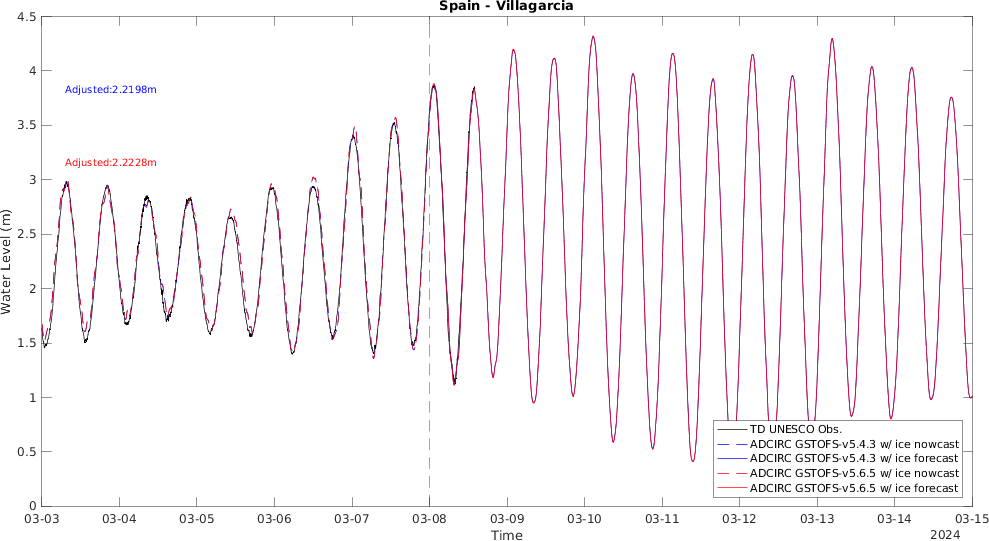 Spain - Villagarcia
4.5
4
3.5
3
2.5
2
1.5
1
0.5
0
Water Level (m)
Adjusted:2.2198m
Adjusted:2.2228m
TD UNESCO Obs.
ADCIRC GSTOFS-v5.4.3 w/ ice nowcast
ADCIRC GSTOFS-v5.4.3 w/ ice forecast
ADCIRC GSTOFS-v5.6.5 w/ ice nowcast
ADCIRC GSTOFS-v5.6.5 w/ ice forecast
03-03 03-04 03-05 03-06 03-07 03-08 03-09 03-10 03-11 03-12 03-13 03-14 03-15
Time
2024